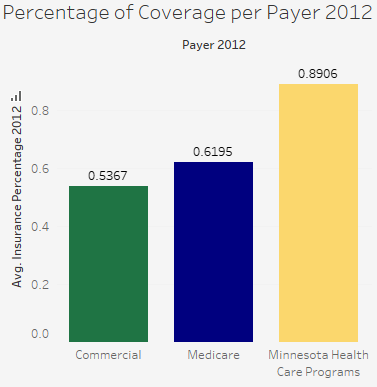 Percentage of Coverage per Payer 2012
Payer 2012
Avg. Insurance Percentage 2012
0.8
0.6
0.4
0.2
0.0
0.5367
0.6195
0.8906
Commercial
Medicare
Minnesota Health
Care Programs